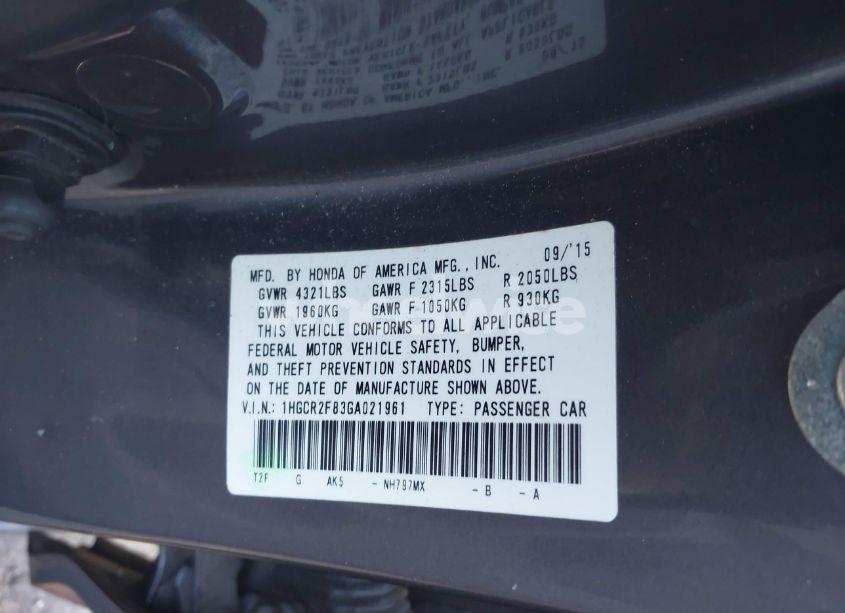 MFD. BY HONDA OF AMERICA MFG., INC. 09/'15
GVWR 4321LBS GAWR F 2315LBS R 2050LBS
GVWR 1960KG GAWR F 1050KG R 930KG
THIS VEHICLE CONFORMS TO ALL APPLICABLE
FEDERAL MOTOR VEHICLE SAFETY, BUMPER,
AND THEFT PREVENTION STANDARDS IN EFFECT
ON THE DATE OF MANUFACTURE SHOWN ABOVE.
V.I.N.: 1HGCR2F83GA021961 TYPE: PASSENGER CAR
T2F G AK5 - NH797MX - B - A